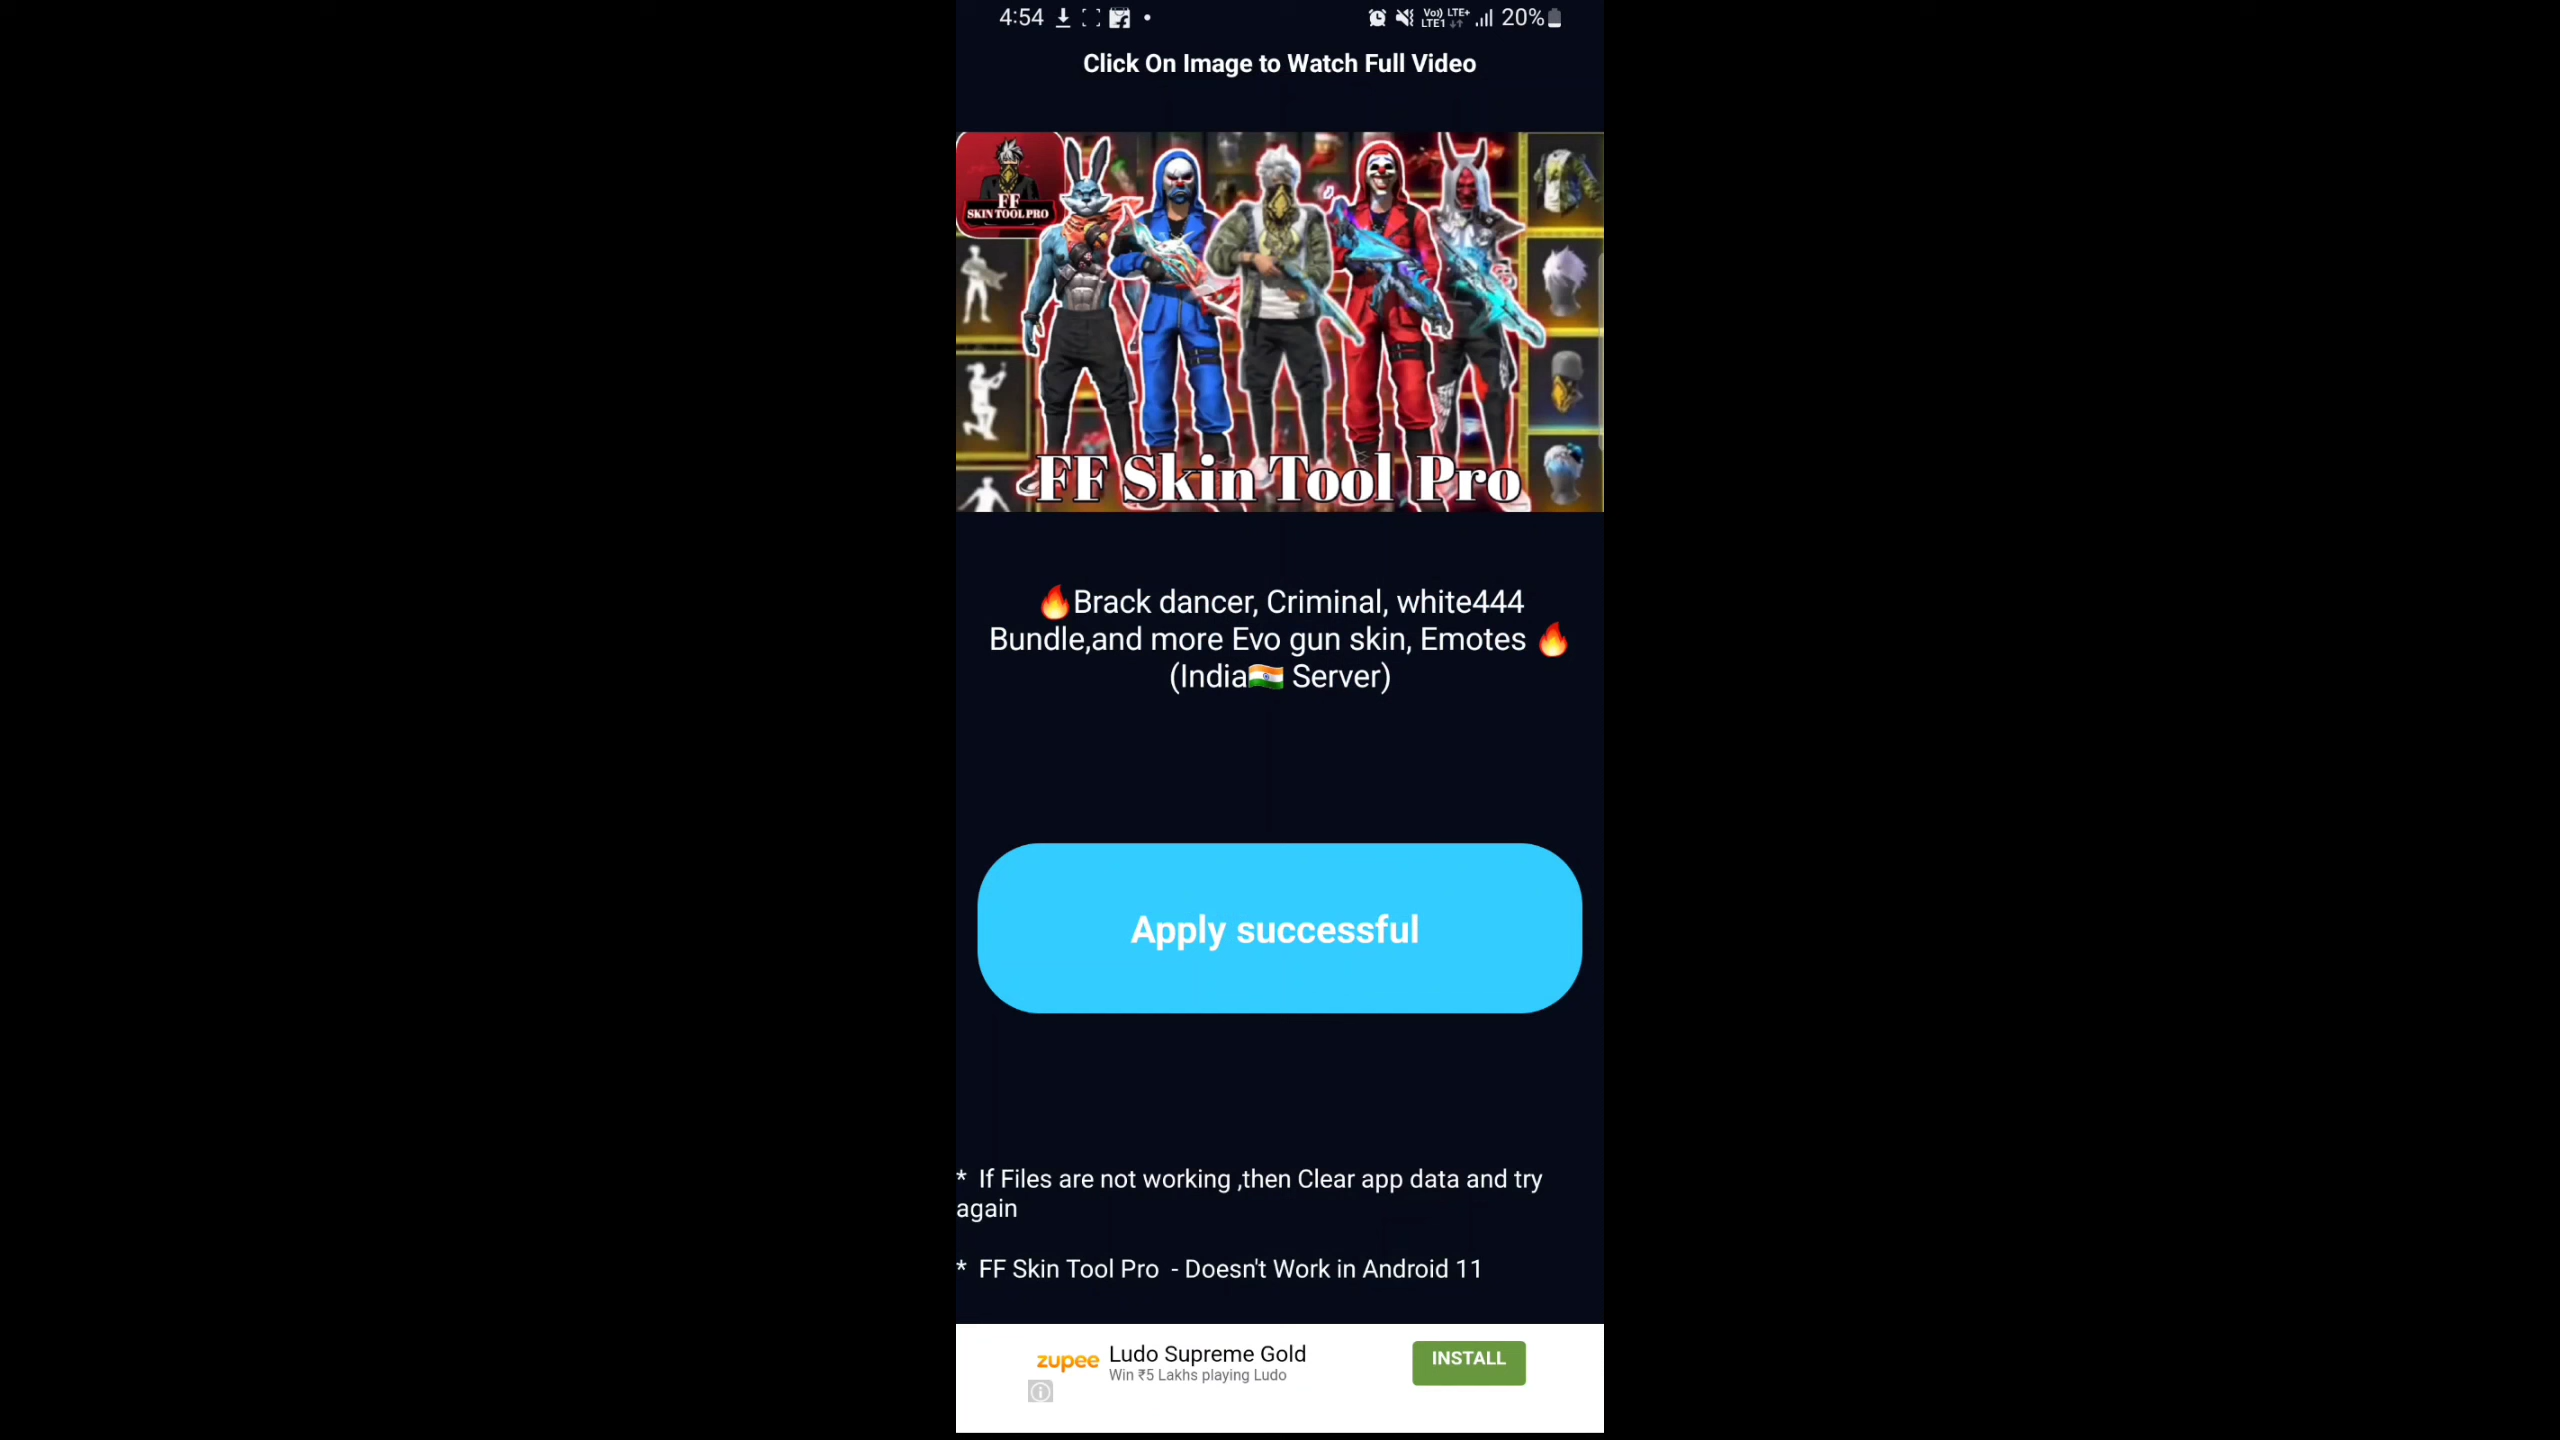 4:54
Vo)) LTE+
LTE1
20%
Click On Image to Watch Full Video
FF
SKIN TOOL PRO
FF Skin Tool Pro
🔥Brack dancer, Criminal, white444
Bundle,and more Evo gun skin, Emotes 🔥
(India🇮🇳 Server)
Apply successful
* If Files are not working ,then Clear app data and try
again
* FF Skin Tool Pro - Doesn't Work in Android 11
zupee
Ludo Supreme Gold
Win ₹5 Lakhs playing Ludo
INSTALL